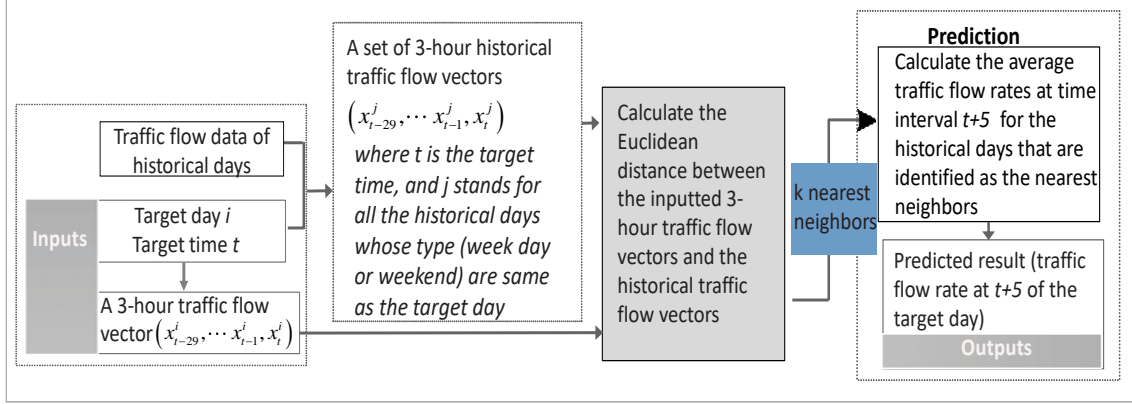 Inputs
Traffic flow data of
historical days
Target day i
Target time t
A 3-hour traffic flow
vector(x^i_{t-29}, ⋯ x^i_{t-1}, x^i_t)
A set of 3-hour historical
traffic flow vectors
(x^j_{t-29}, ⋯ x^j_{t-1}, x^j_t)
where t is the target
time, and j stands for
all the historical days
whose type (week day
or weekend) are same
as the target day
Calculate the
Euclidean
distance between
the inputted 3-
hour traffic flow
vectors and the
historical traffic
flow vectors
k nearest
neighbors
Prediction
Calculate the average
traffic flow rates at time
interval t+5 for the
historical days that are
identified as the nearest
neighbors
Predicted result (traffic
flow rate at t+5 of the
target day)
Outputs